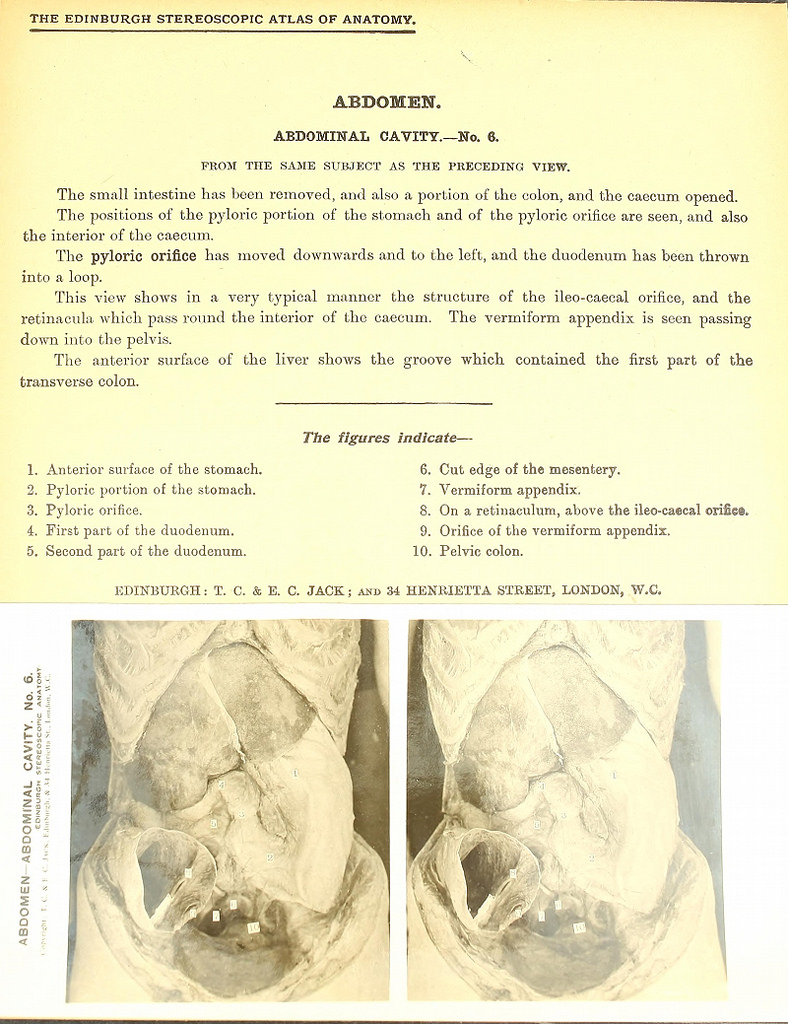 THE EDINBURGH STEREOSCOPIC ATLAS OF ANATOMY.
ABDOMEN.
ABDOMINAL CAVITY.—No. 6.
FROM THE SAME SUBJECT AS THE PRECEDING VIEW.
The small intestine has been removed, and also a portion of the colon, and the caecum opened.
The positions of the pyloric portion of the stomach and of the pyloric orifice are seen, and also
the interior of the caecum.
The pyloric orifice has moved downwards and to the left, and the duodenum has been thrown
into a loop.
This view shows in a very typical manner the structure of the ileo-caecal orifice, and the
retinacula which pass round the interior of the caecum. The vermiform appendix is seen passing
down into the pelvis.
The anterior surface of the liver shows the groove which contained the first part of the
transverse colon.
The figures indicate—
1. Anterior surface of the stomach.
2. Pyloric portion of the stomach.
3. Pyloric orifice.
4. First part of the duodenum.
5. Second part of the duodenum.
6. Cut edge of the mesentery.
7. Vermiform appendix.
8. On a retinaculum, above the ileo-caecal orifice.
9. Orifice of the vermiform appendix.
10. Pelvic colon.
EDINBURGH: T. C. & E. C. JACK; AND 34 HENRIETTA STREET, LONDON, W.C.
ABDOMEN—ABDOMINAL CAVITY. No. 6.
EDINBURGH STEREOSCOPIC ANATOMY
Copyright T. C. & E. C. Jack, Edinburgh, & 34 Henrietta St., London, W.C.
1
4
3
5
2
8
6
7
10
1
4
3
2